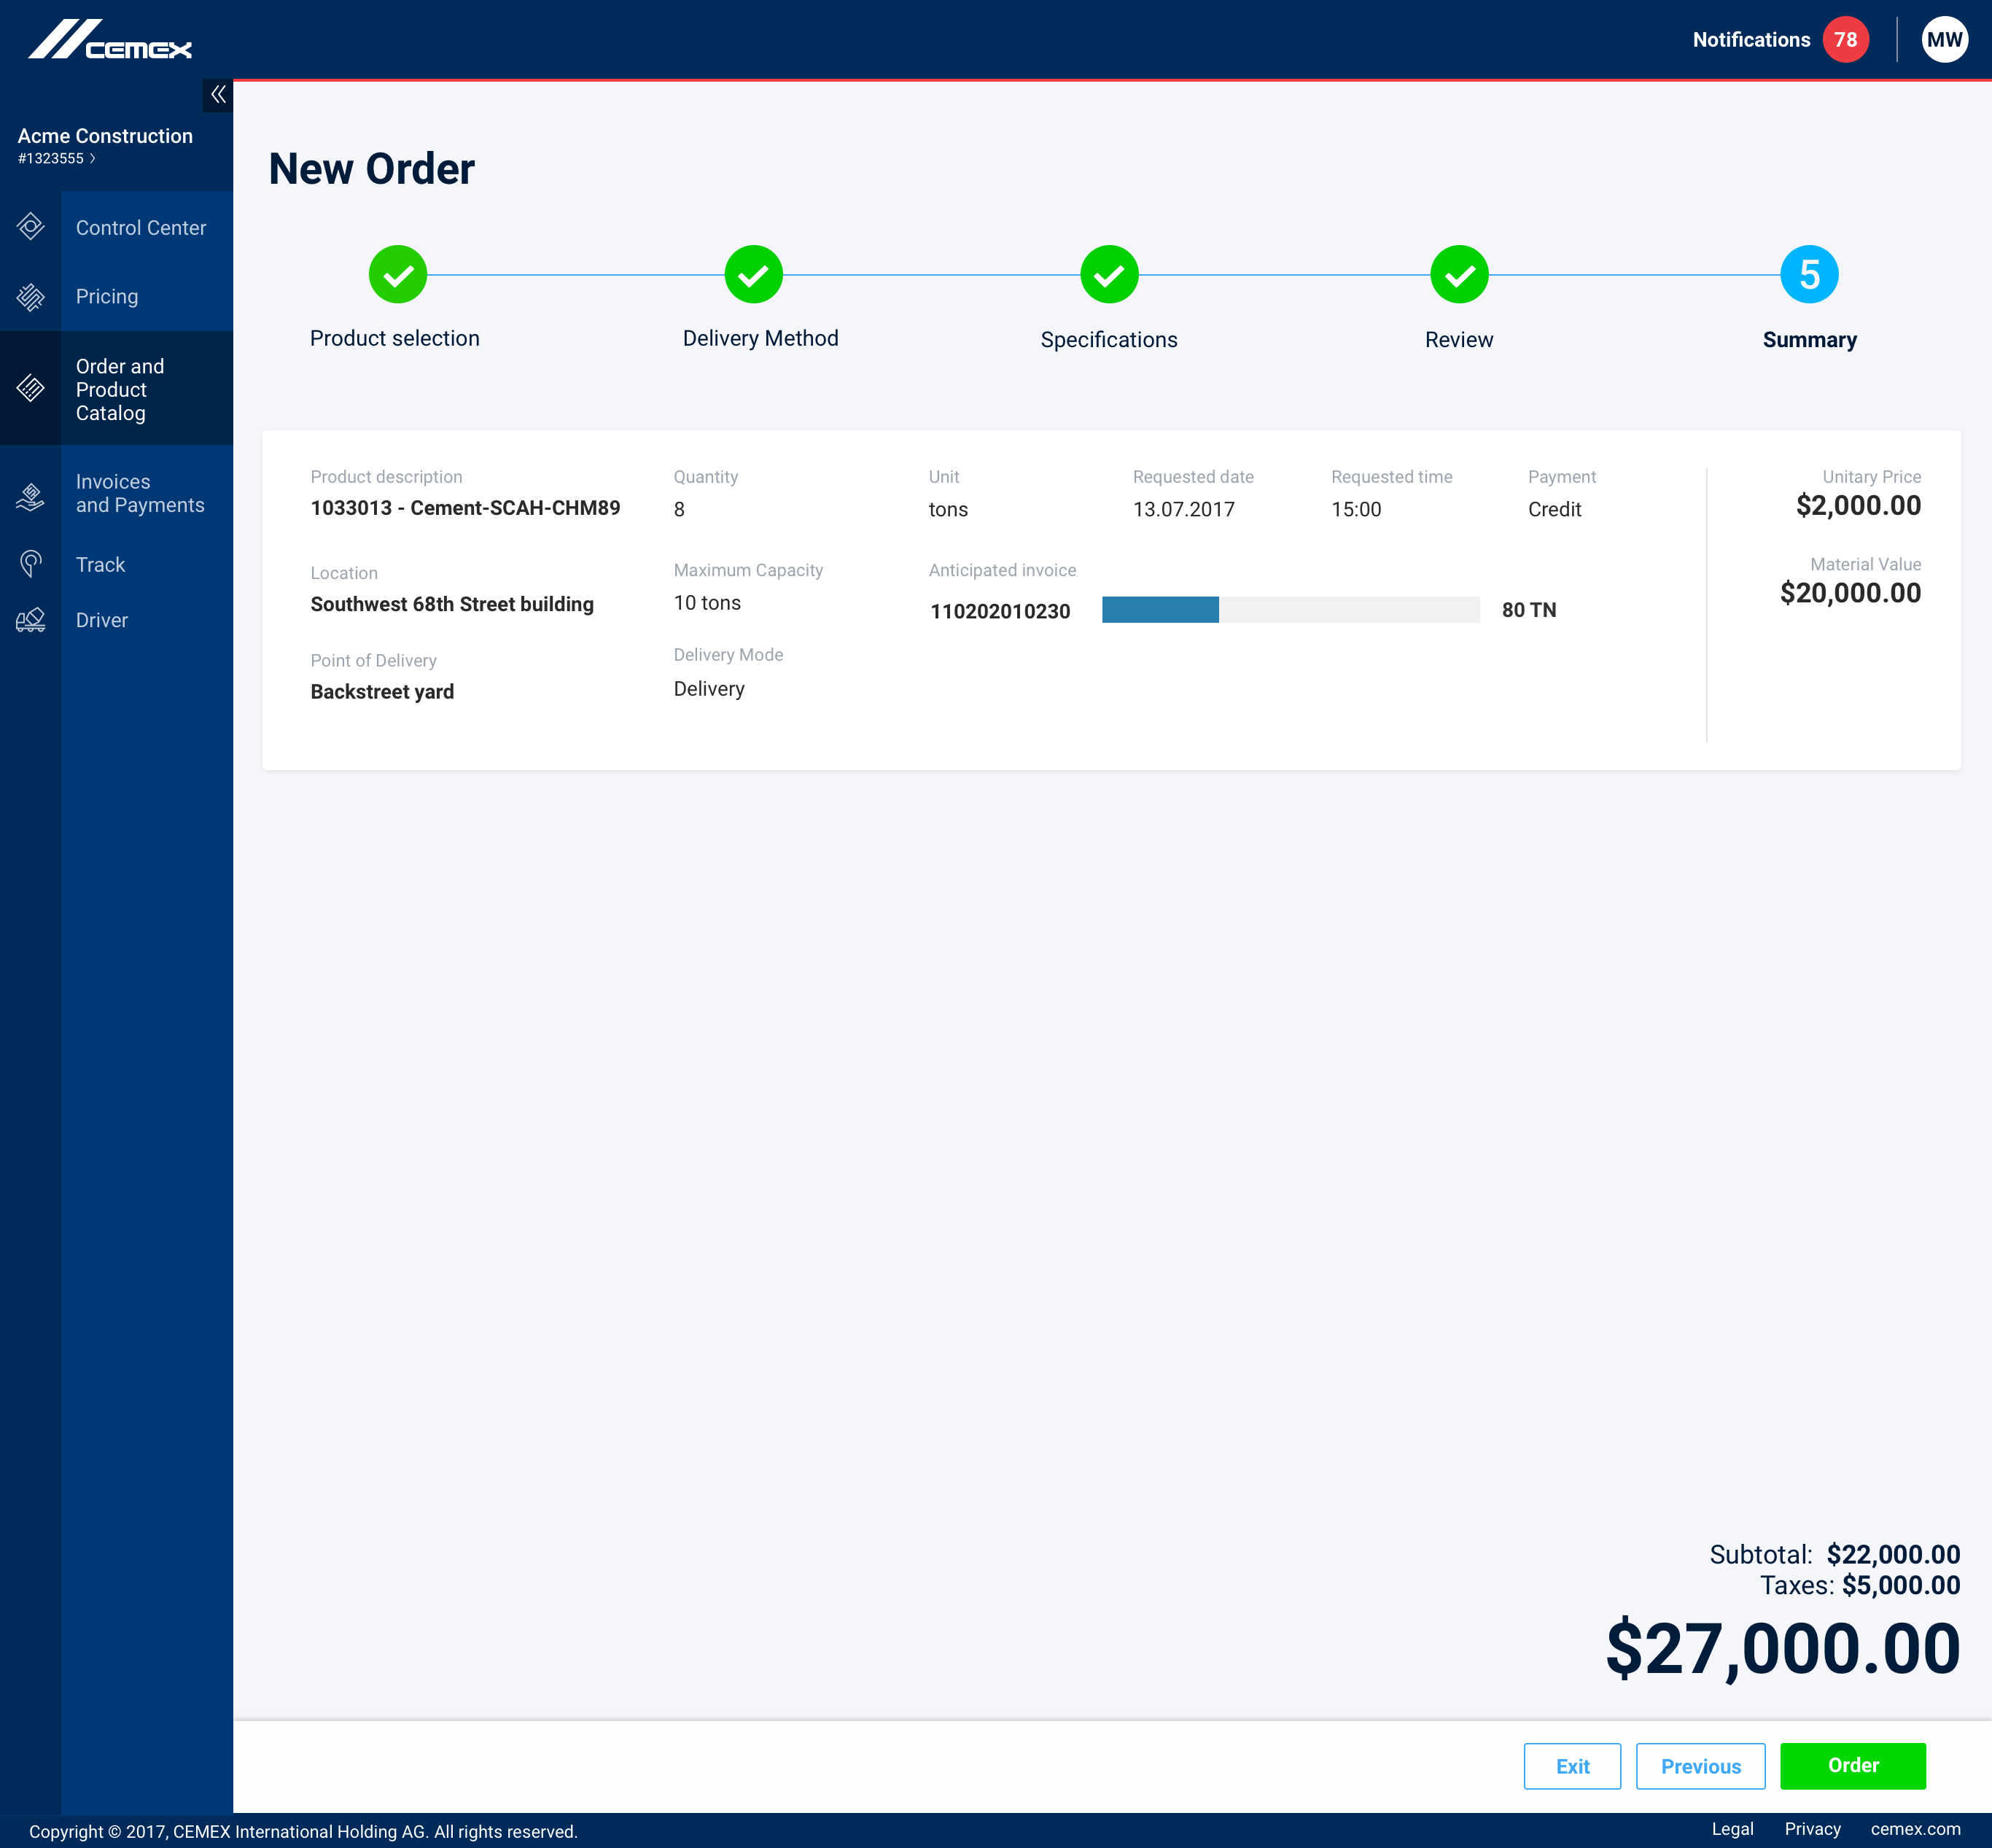 CEMEX
Notifications 78 MW
Acme Construction
#1323555
Control Center
Pricing
Order and
Product
Catalog
Invoices
and Payments
Track
Driver
New Order
5
Product selection Delivery Method Specifications Review Summary
Product description Quantity Unit Requested date Requested time Payment Unitary Price
1033013 - Cement-SCAH-CHM89 8 tons 13.07.2017 15:00 Credit $2,000.00
Location Maximum Capacity Anticipated invoice Material Value
Southwest 68th Street building 10 tons 110202010230 80 TN $20,000.00
Point of Delivery Delivery Mode
Backstreet yard Delivery
Subtotal: $22,000.00
Taxes: $5,000.00
$27,000.00
Exit Previous Order
Copyright © 2017, CEMEX International Holding AG. All rights reserved. Legal Privacy cemex.com